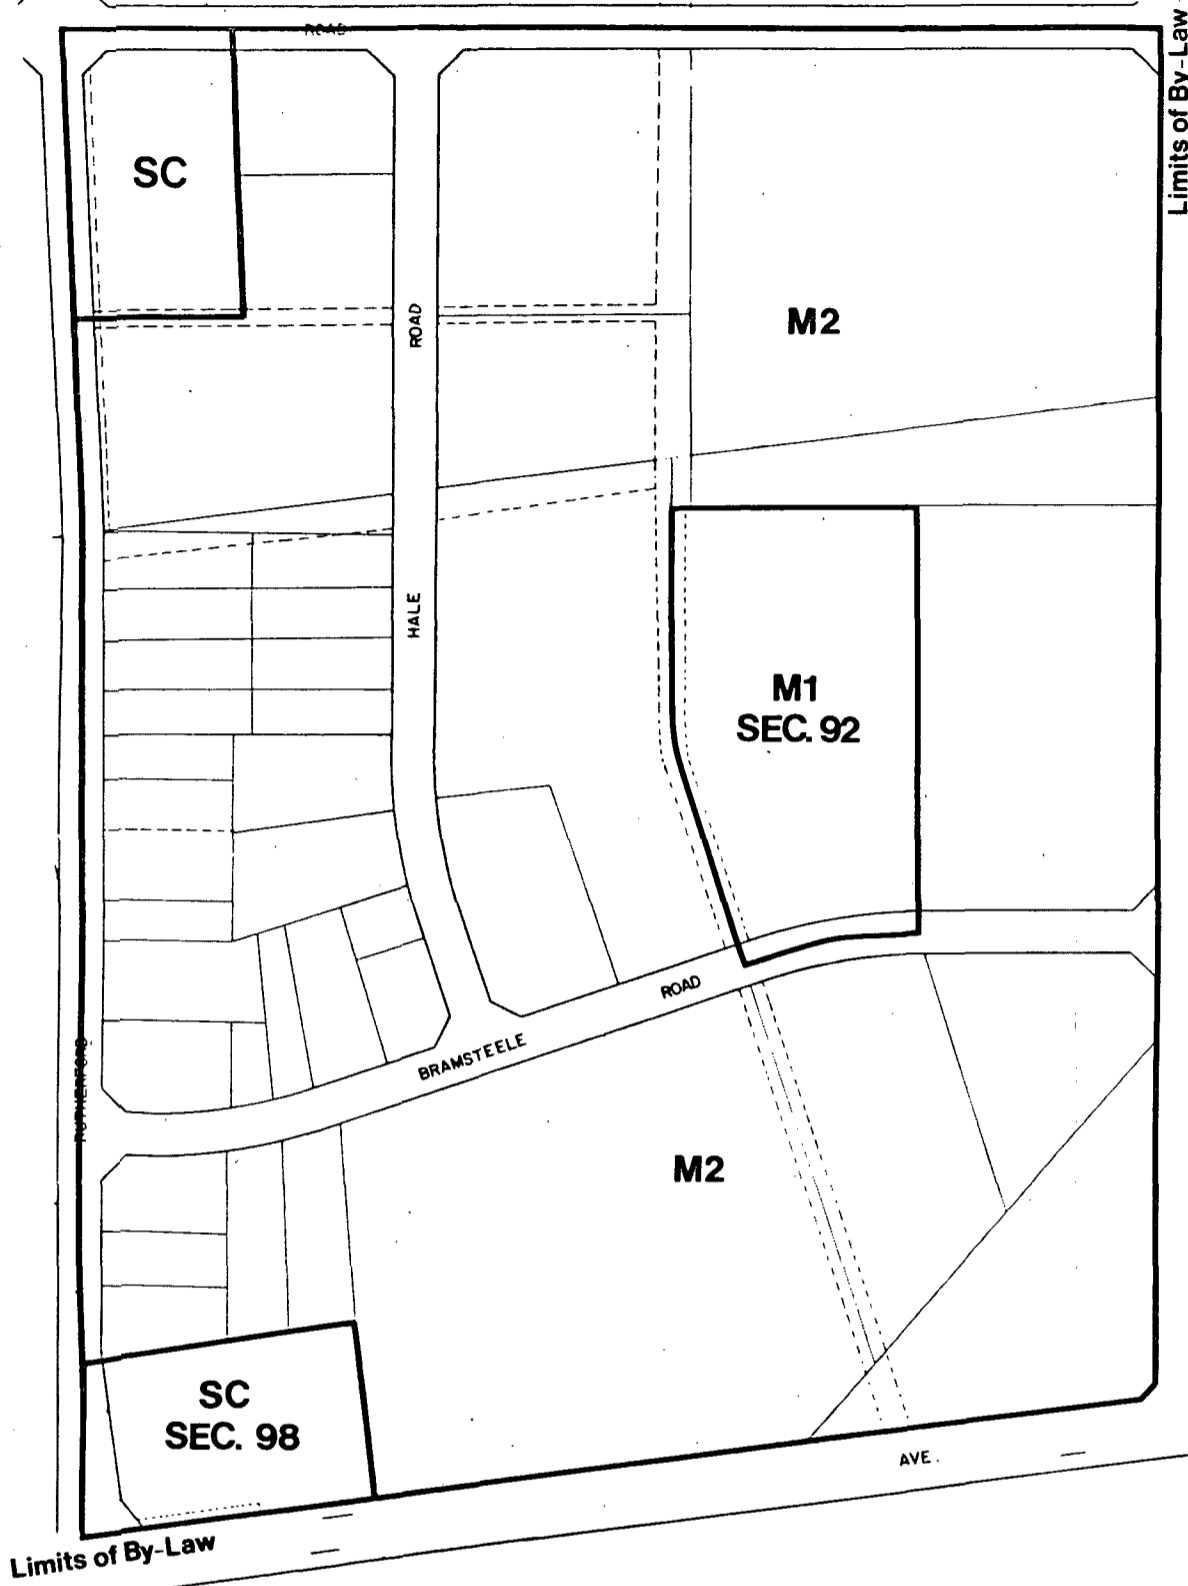 ROAD
Limits of By-Law
SC
M2
ROAD
HALE
M1
SEC. 92
ROAD
BRAMSTEELE
RUTHERFORD
M2
SC
SEC. 98
AVE.
Limits of By-Law